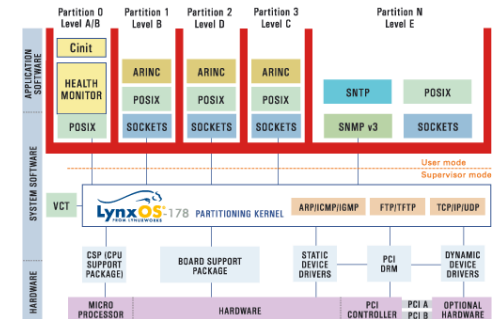 Partition 0 Partition 1 Partition 2 Partition 3 Partition N
Level A/B Level B Level D Level C Level E
APPLICATION SOFTWARE
Cinit
HEALTH MONITOR
POSIX
ARINC
POSIX
SOCKETS
ARINC
POSIX
SOCKETS
ARINC
POSIX
SOCKETS
SNTP
POSIX
SNMP v3
SOCKETS
User mode
Supervisor mode
SYSTEM SOFTWARE
VCT
LynxOS-178 PARTITIONING KERNEL
FROM LYNUXWORKS
ARP/ICMP/IGMP
FTP/TFTP
TCP/IP/UDP
CSP (CPU
SUPPORT
PACKAGE)
BOARD SUPPORT
PACKAGE
STATIC
DEVICE
DRIVERS
PCI
DRM
DYNAMIC
DEVICE
DRIVERS
HARDWARE
MICRO
PROCESSOR
HARDWARE
PCI
CONTROLLER
PCI A
PCI B
OPTIONAL
HARDWARE